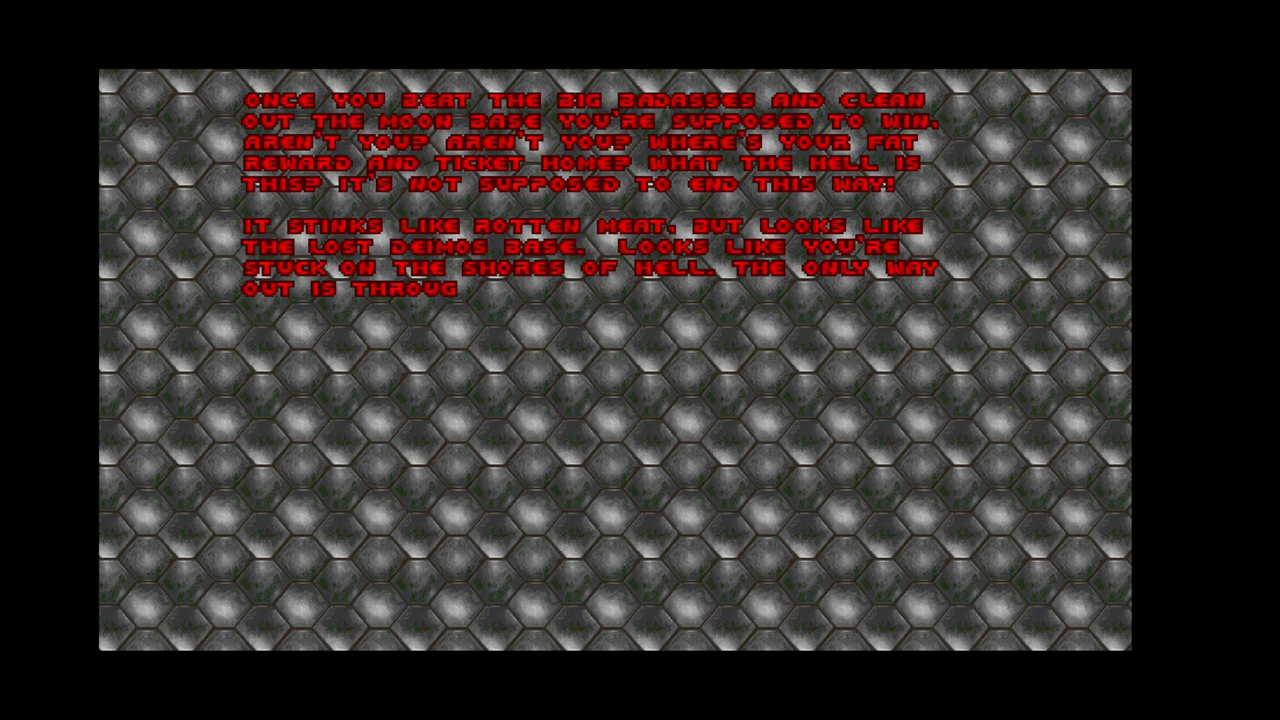 ONCE YOU BEAT THE BIG BADASSES AND CLEAN
OUT THE MOON BASE YOU'RE SUPPOSED TO WIN,
AREN'T YOU? AREN'T YOU? WHERE'S YOUR FAT
REWARD AND TICKET HOME? WHAT THE HELL IS
THIS? IT'S NOT SUPPOSED TO END THIS WAY!
IT STINKS LIKE ROTTEN MEAT, BUT LOOKS LIKE
THE LOST DEIMOS BASE. LOOKS LIKE YOU'RE
STUCK ON THE SHORES OF HELL. THE ONLY WAY
OUT IS THROUG